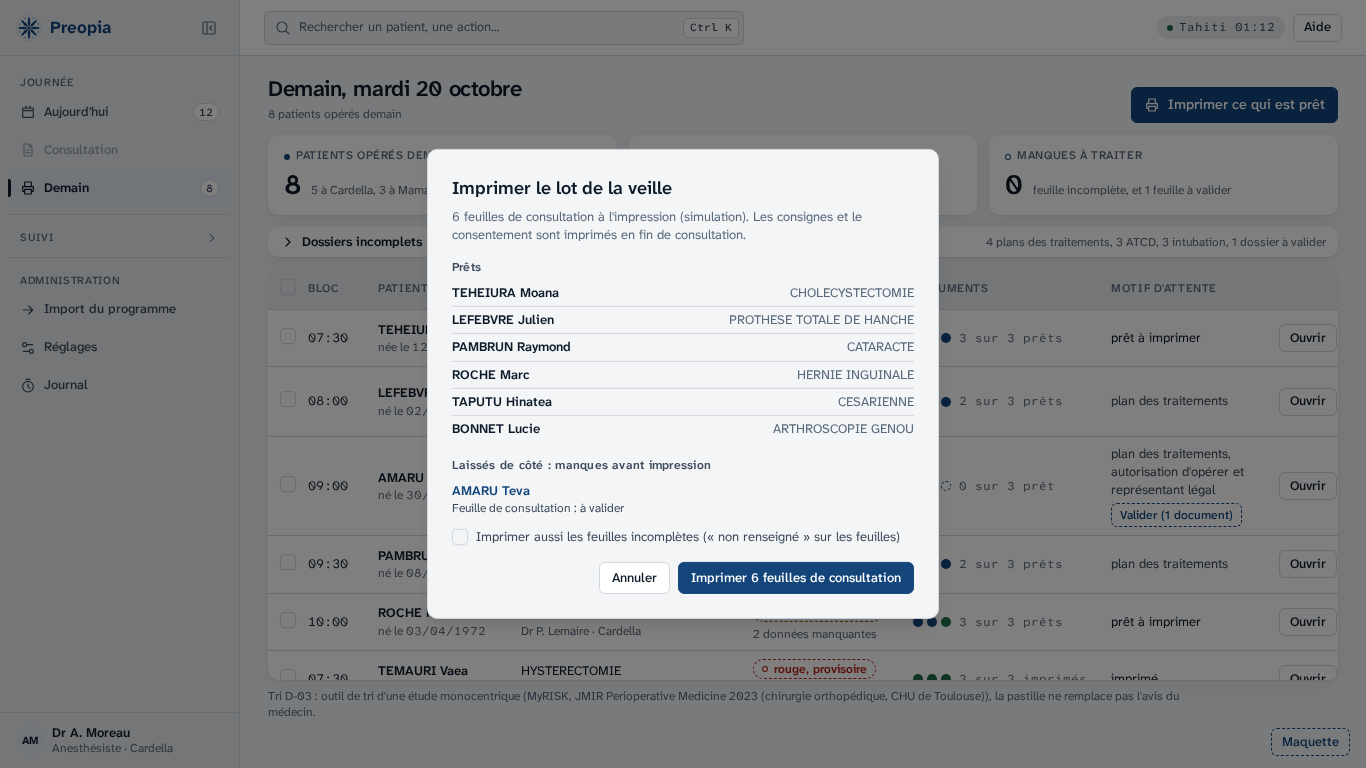 Preopia
Rechercher un patient, une action...
Ctrl K
Tahiti 01:12
Aide
JOURNÉE
Aujourd'hui
12
Consultation
Demain
8
SUIVI
ADMINISTRATION
Import du programme
Réglages
Journal
AM
Dr A. Moreau
Anesthésiste · Cardella
Demain, mardi 20 octobre
8 patients opérés demain
Imprimer ce qui est prêt
PATIENTS OPÉRÉS
8
5 à Cardella, 3 à
MANQUES À TRAITER
0
feuille incomplète, et 1 feuille à valider
Dossiers incomplets
4 plans des traitements, 3 ATCD, 3 intubation, 1 dossier à valider
BLOC
PATIENT
MOTIF D'ATTENTE
07:30
née le 12
3 sur 3 prêts
prêt à imprimer
Ouvrir
08:00
né le 02/
2 sur 3 prêts
plan des traitements
Ouvrir
09:00
AMARU
né le 30/
0 sur 3 prêt
plan des traitements,
autorisation d'opérer et
représentant légal
Valider (1 document)
Ouvrir
09:30
né le 08/
2 sur 3 prêts
plan des traitements
Ouvrir
10:00
ROCHE
né le 03/04/1972
Dr P. Lemaire · Cardella
2 données manquantes
3 sur 3 prêts
prêt à imprimer
Ouvrir
07:30
TEMAURI Vaea
HYSTERECTOMIE
rouge, provisoire
3 sur 3 imprimés
imprimé
Ouvrir
Tri D-03 : outil de tri d'une étude monocentrique (MyRISK, JMIR Perioperative Medicine 2023 (chirurgie orthopédique, CHU de Toulouse)), la pastille ne remplace pas l'avis du
médecin.
Maquette
Imprimer le lot de la veille
6 feuilles de consultation à l'impression (simulation). Les consignes et le
consentement sont imprimés en fin de consultation.
Prêts
TEHEIURA Moana
CHOLECYSTECTOMIE
LEFEBVRE Julien
PROTHESE TOTALE DE HANCHE
PAMBRUN Raymond
CATARACTE
ROCHE Marc
HERNIE INGUINALE
TAPUTU Hinatea
CESARIENNE
BONNET Lucie
ARTHROSCOPIE GENOU
Laissés de côté : manques avant impression
AMARU Teva
Feuille de consultation : à valider
Imprimer aussi les feuilles incomplètes (« non renseigné » sur les feuilles)
Annuler
Imprimer 6 feuilles de consultation